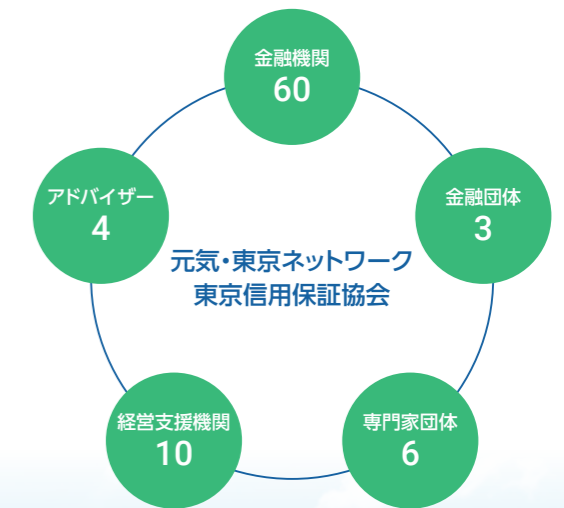 金融機関
60
アドバイザー
4
金融団体
3
元気・東京ネットワーク
東京信用保証協会
経営支援機関
10
専門家団体
6